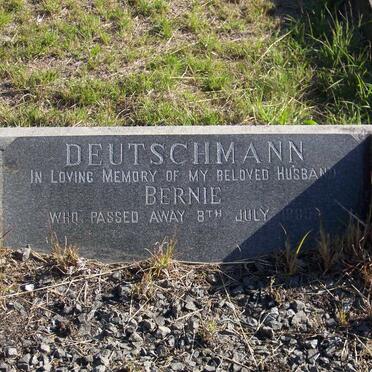 DEUTSCHMANN
IN LOVING MEMORY OF MY BELOVED HUSBAND
BERNIE
WHO PASSED AWAY 8TH JULY